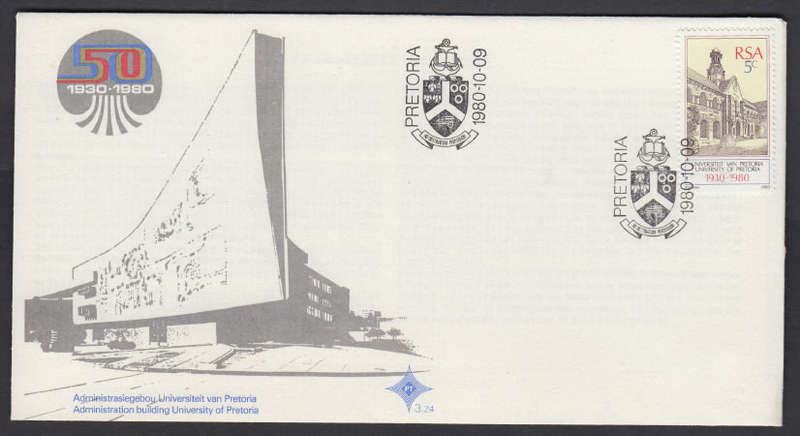 50
1930-1980
PRETORIA
1980-10-09
RSA
5c
UNIVERSITEIT VAN PRETORIA
UNIVERSITY OF PRETORIA
1930-1980
PRETORIA
1980-10-09
Administrasiegebou Universiteit van Pretoria
Administration building University of Pretoria
3.24